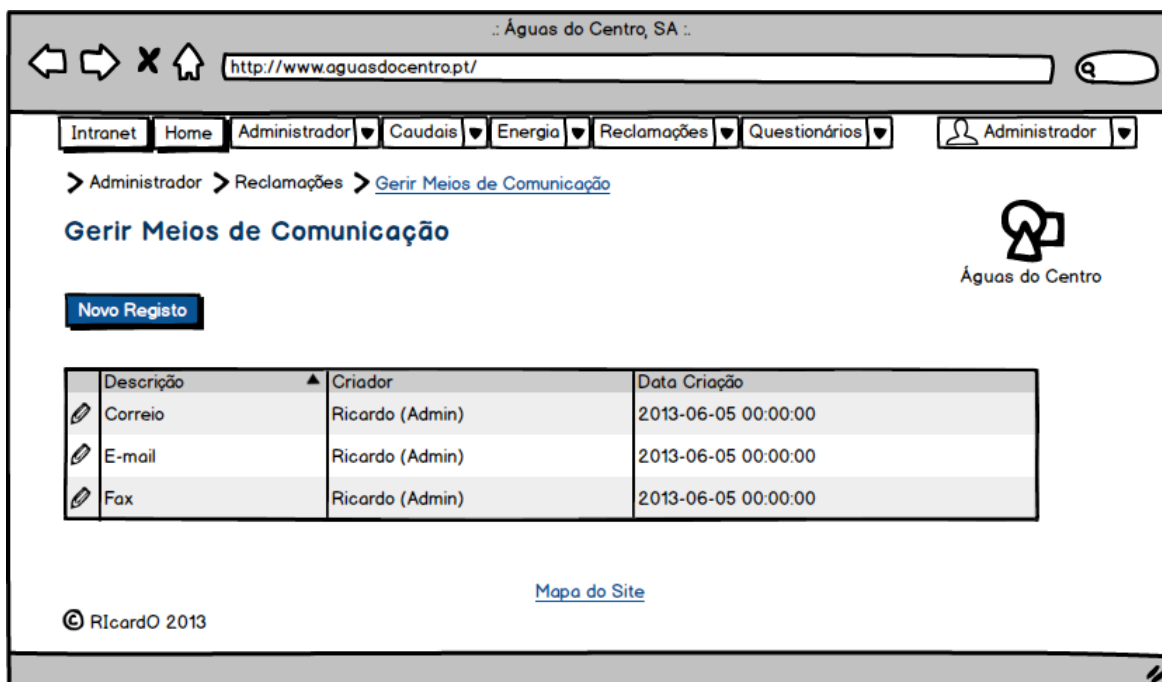 .: Águas do Centro, SA :.
http://www.aguasdocentro.pt/
Intranet Home Administrador Caudais Energia Reclamações Questionários Administrador
Administrador Reclamações Gerir Meios de Comunicação
Gerir Meios de Comunicação
Águas do Centro
Novo Registo
Descrição Criador Data Criação
Correio Ricardo (Admin) 2013-06-05 00:00:00
E-mail Ricardo (Admin) 2013-06-05 00:00:00
Fax Ricardo (Admin) 2013-06-05 00:00:00
Mapa do Site
© RIcardO 2013